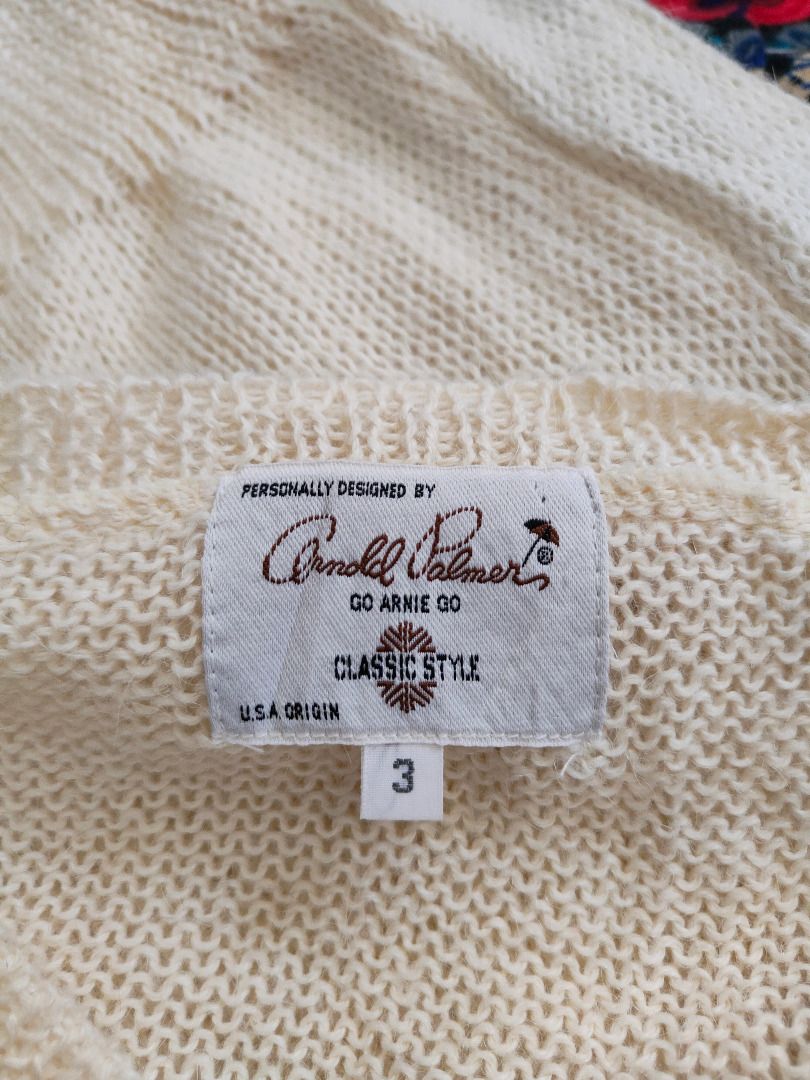 PERSONALLY DESIGNED BY
Arnold Palmer
®
GO ARNIE GO
CLASSIC STYLE
U.S.A. ORIGIN
3